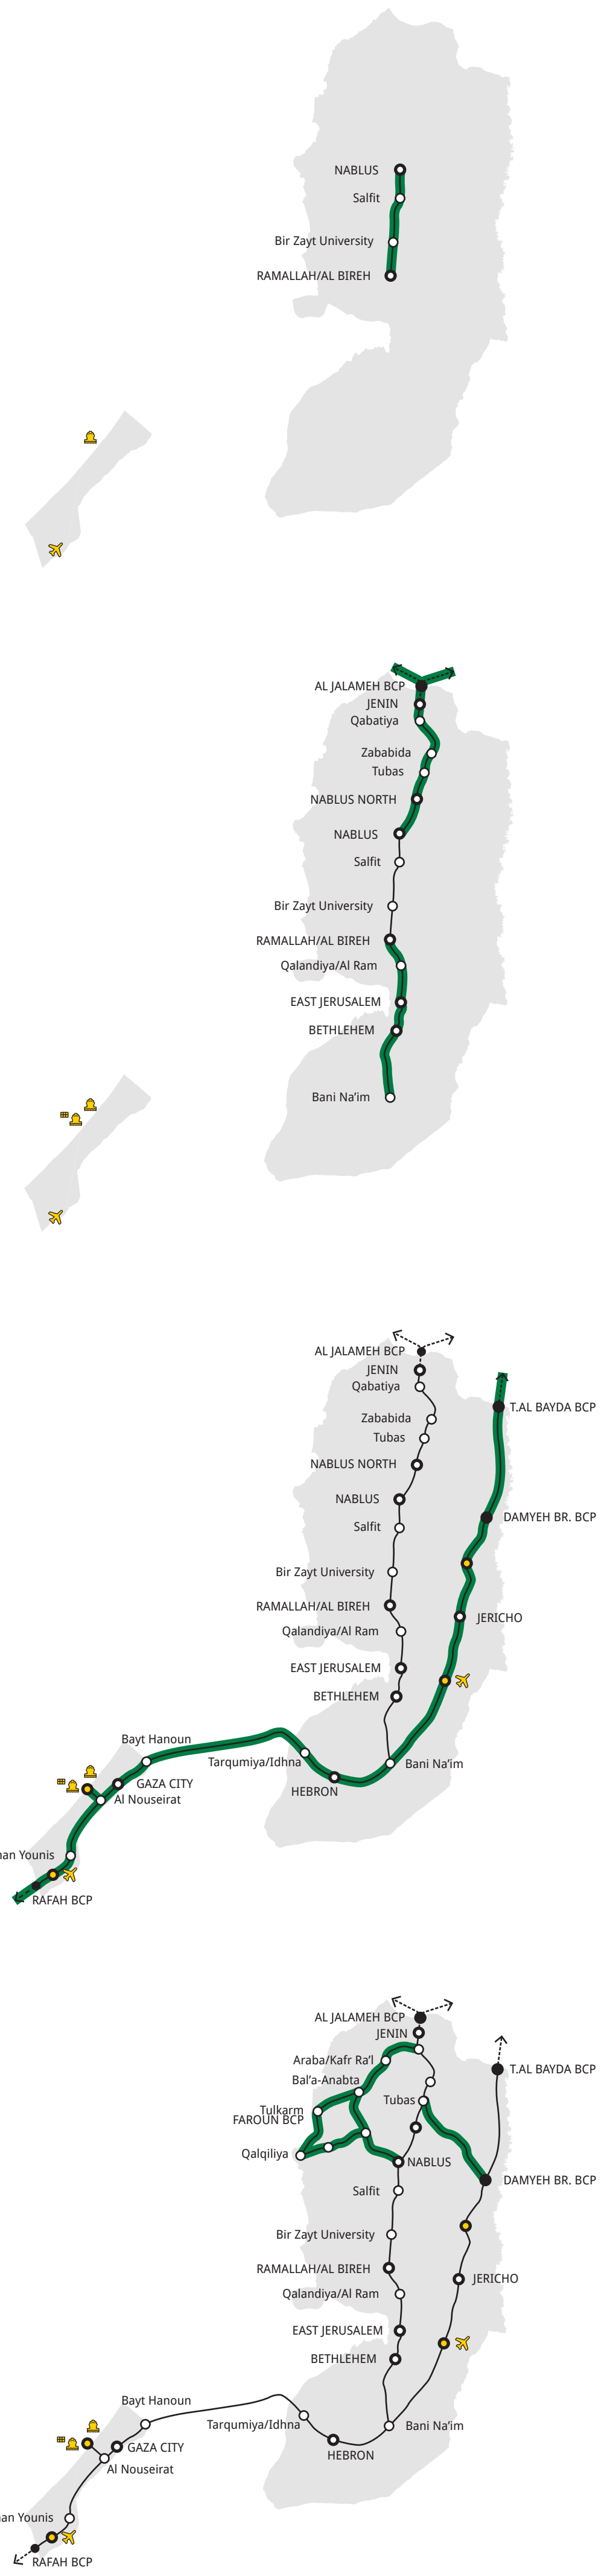 NABLUS
Salfit
Bir Zayt University
RAMALLAH/AL BIREH
AL JALAMEH BCP
JENIN
Qabatiya
Zababida
Tubas
NABLUS NORTH
NABLUS
Salfit
Bir Zayt University
RAMALLAH/AL BIREH
Qalandiya/Al Ram
EAST JERUSALEM
BETHLEHEM
Bani Na'im
AL JALAMEH BCP
JENIN
Qabatiya
T.AL BAYDA BCP
Zababida
Tubas
NABLUS NORTH
NABLUS
DAMYEH BR. BCP
Salfit
Bir Zayt University
RAMALLAH/AL BIREH
JERICHO
Qalandiya/Al Ram
EAST JERUSALEM
BETHLEHEM
Bayt Hanoun
Tarqumiya/Idhna
Bani Na'im
GAZA CITY
HEBRON
Al Nouseirat
han Younis
RAFAH BCP
AL JALAMEH BCP
JENIN
Araba/Kafr Ra'l
T.AL BAYDA BCP
Bal'a-Anabta
Tubas
Tulkarm
FAROUN BCP
Qalqiliya
NABLUS
DAMYEH BR. BCP
Salfit
Bir Zayt University
RAMALLAH/AL BIREH
JERICHO
Qalandiya/Al Ram
EAST JERUSALEM
BETHLEHEM
Bayt Hanoun
Tarqumiya/Idhna
Bani Na'im
GAZA CITY
HEBRON
Al Nouseirat
han Younis
RAFAH BCP